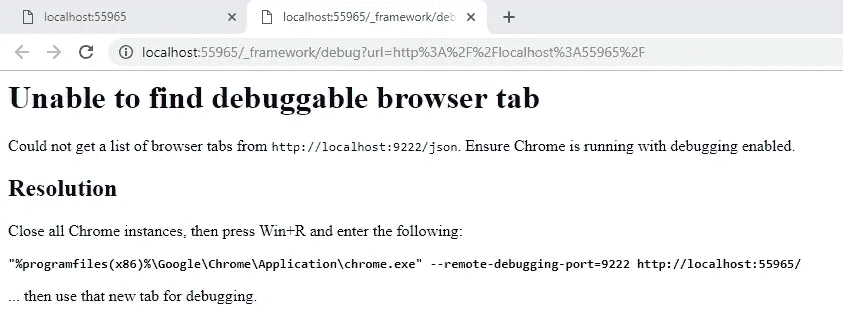 localhost:55965
localhost:55965/_framework/deb
localhost:55965/_framework/debug?url=http%3A%2F%2Flocalhost%3A55965%2F
Unable to find debuggable browser tab
Could not get a list of browser tabs from http://localhost:9222/json. Ensure Chrome is running with debugging enabled.
Resolution
Close all Chrome instances, then press Win+R and enter the following:
"%programfiles(x86)%\Google\Chrome\Application\chrome.exe" --remote-debugging-port=9222 http://localhost:55965/
... then use that new tab for debugging.